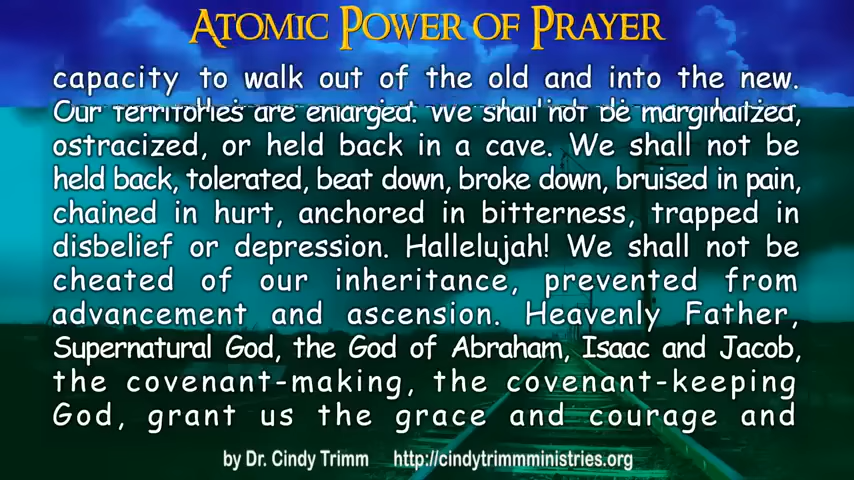 Atomic Power of Prayer
capacity to walk out of the old and into the new.
Our territories are enlarged. We shall not be marginalized,
ostracized, or held back in a cave. We shall not be
held back, tolerated, beat down, broke down, bruised in pain,
chained in hurt, anchored in bitterness, trapped in
disbelief or depression. Hallelujah! We shall not be
cheated of our inheritance, prevented from
advancement and ascension. Heavenly Father,
Supernatural God, the God of Abraham, Isaac and Jacob,
the covenant-making, the covenant-keeping
God, grant us the grace and courage and
by Dr. Cindy Trimm http://cindytrimmministries.org